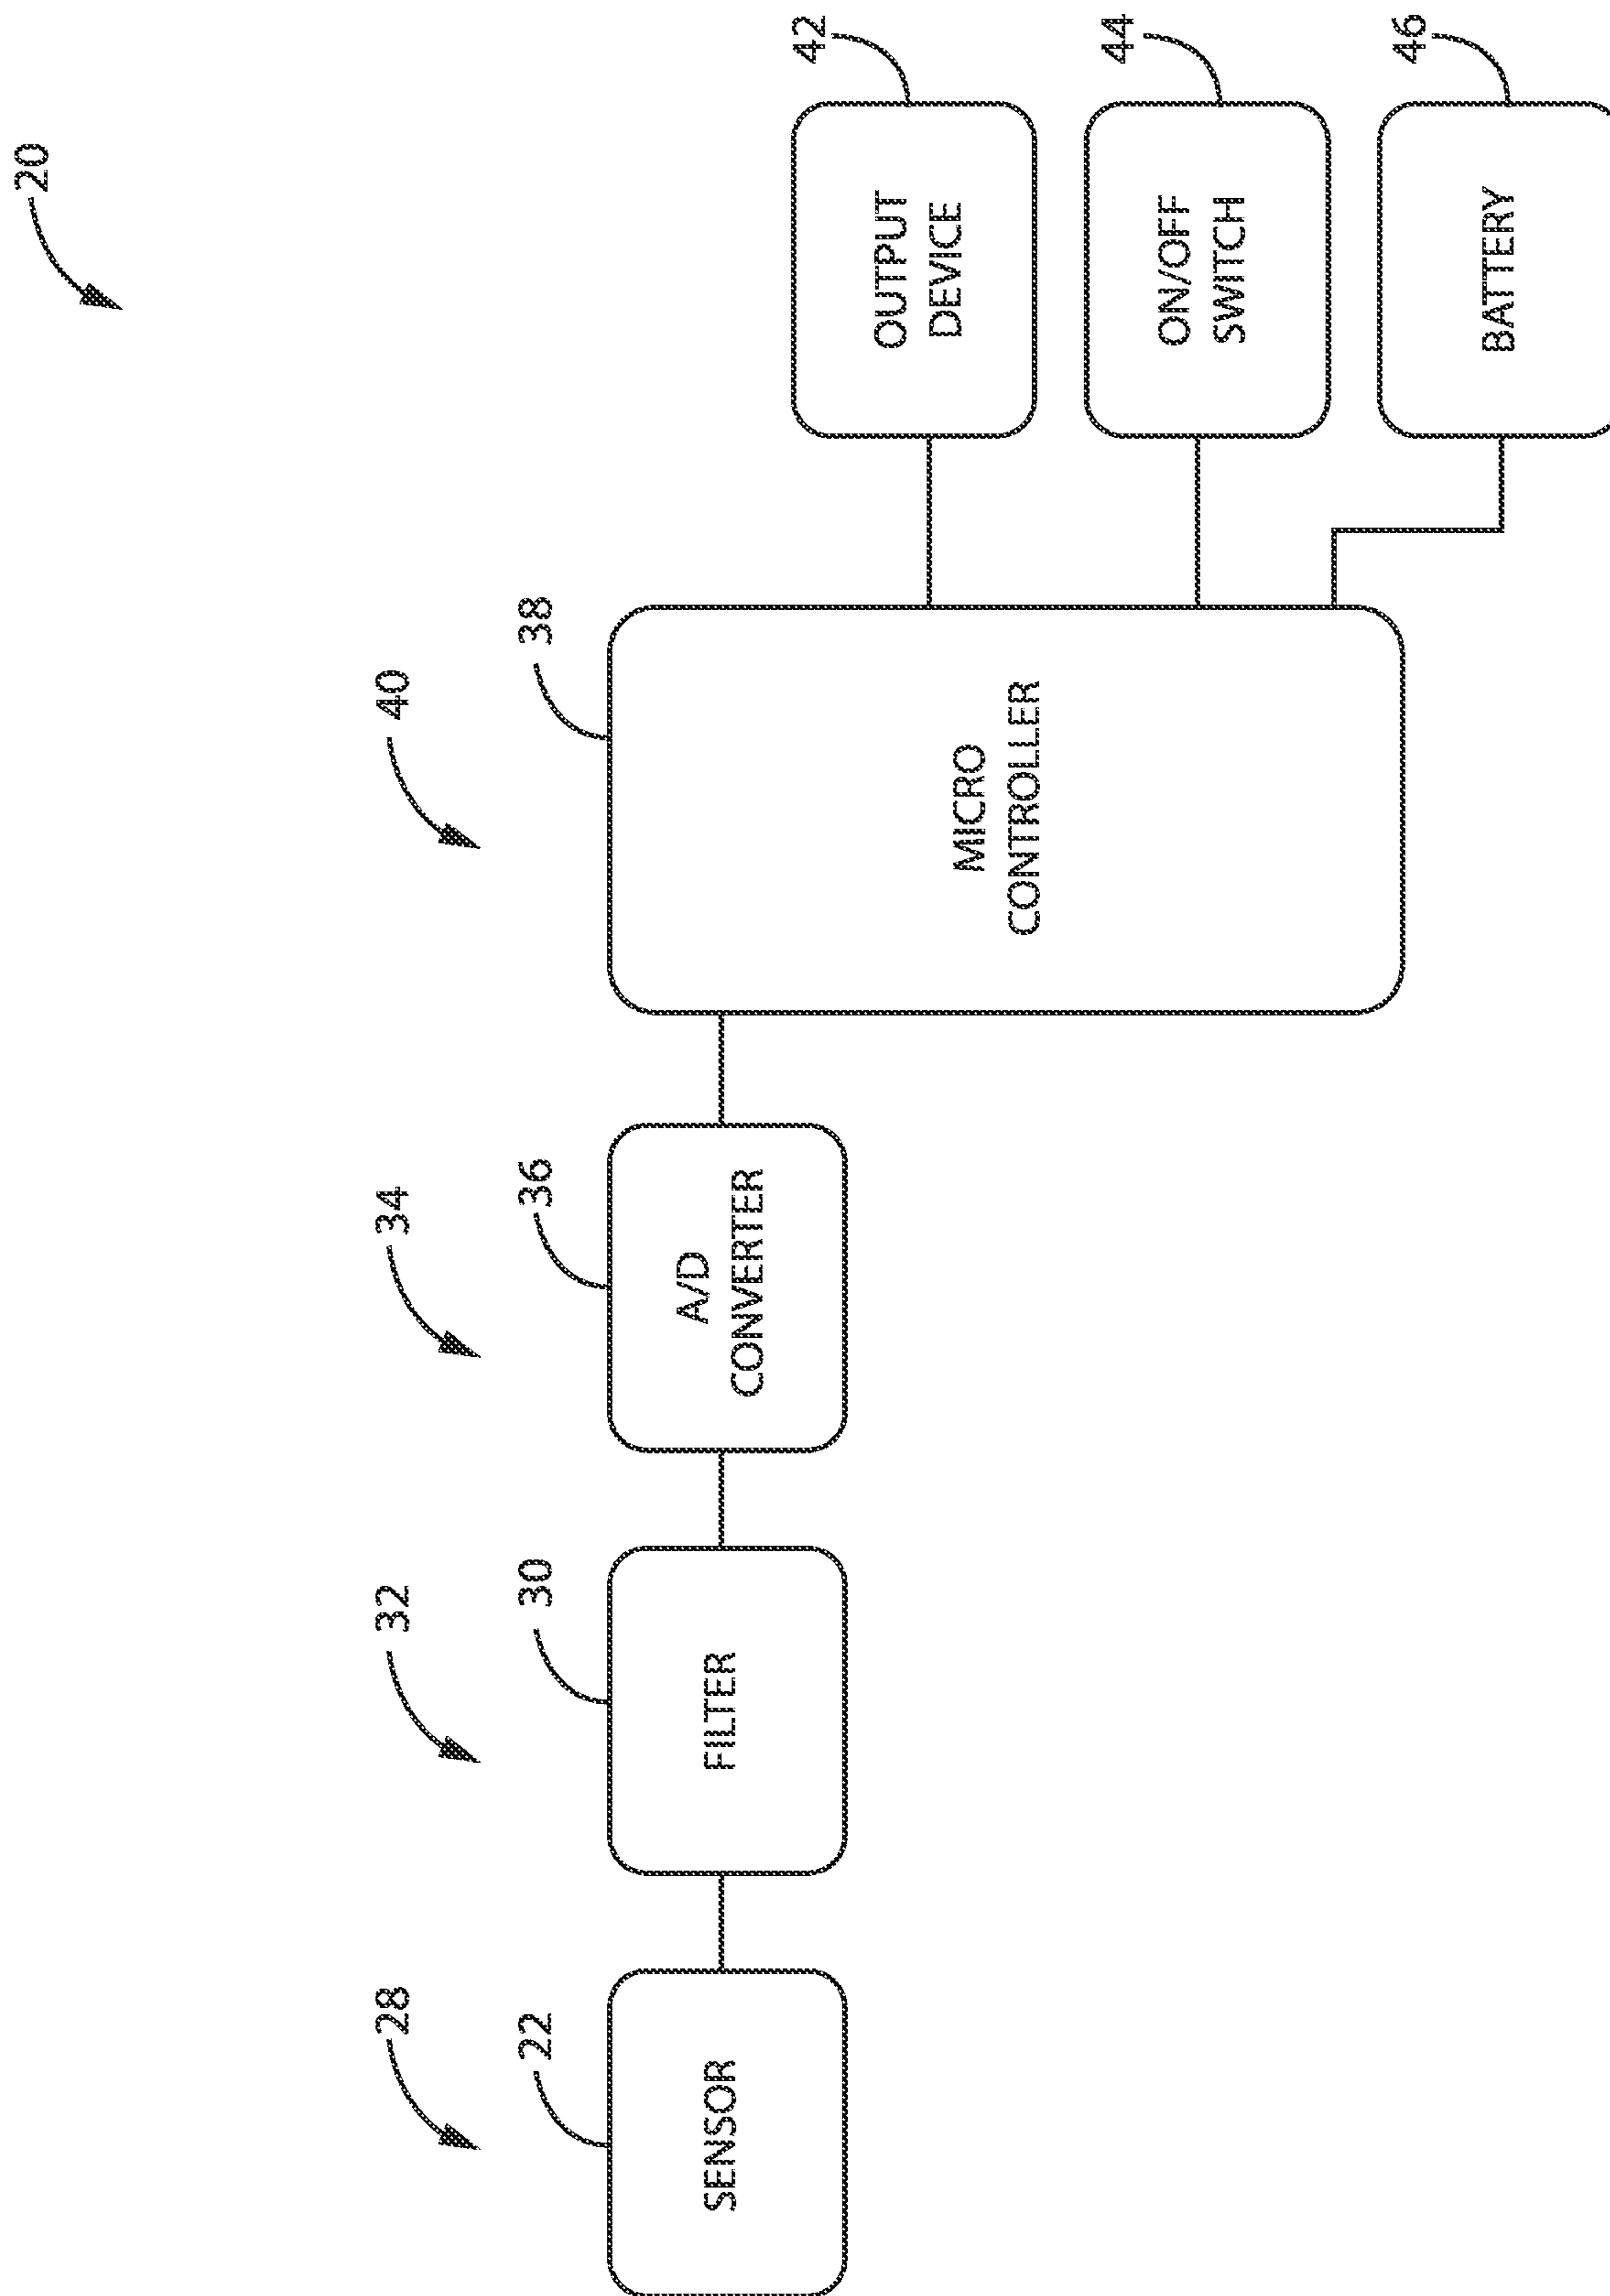 20
28
32
34
40
22
30
36
38
SENSOR
FILTER
A/D
CONVERTER
MICRO
CONTROLLER
42
OUTPUT
DEVICE
44
ON/OFF
SWITCH
46
BATTERY